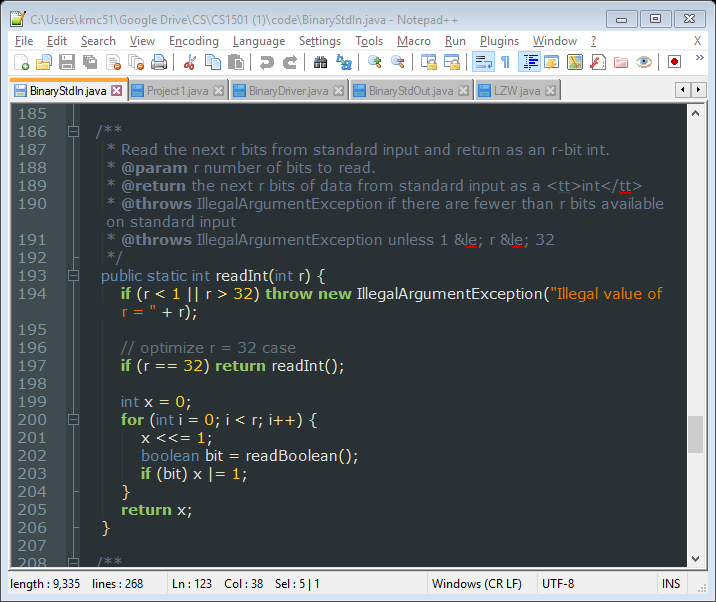 C:\Users\kmc51\Google Drive\CS\CS1501 (1)\code\BinaryStdIn.java - Notepad++
File Edit Search View Encoding Language Settings Tools Macro Run Plugins Window ? X
BinaryStdIn.java Project1.java BinaryDriver.java BinaryStdOut.java LZW.java
185
186 /**
187 * Read the next r bits from standard input and return as an r-bit int.
188 * @param r number of bits to read.
189 * @return the next r bits of data from standard input as a <tt>int</tt>
190 * @throws IllegalArgumentException if there are fewer than r bits available
on standard input
191 * @throws IllegalArgumentException unless 1 &le; r &le; 32
192 */
193 public static int readInt(int r) {
194 if (r < 1 || r > 32) throw new IllegalArgumentException("Illegal value of
r = " + r);
195
196 // optimize r = 32 case
197 if (r == 32) return readInt();
198
199 int x = 0;
200 for (int i = 0; i < r; i++) {
201 x <<= 1;
202 boolean bit = readBoolean();
203 if (bit) x |= 1;
204 }
205 return x;
206 }
207
208 /**
length : 9,335 lines : 268 Ln : 123 Col : 38 Sel : 5 | 1 Windows (CR LF) UTF-8 INS